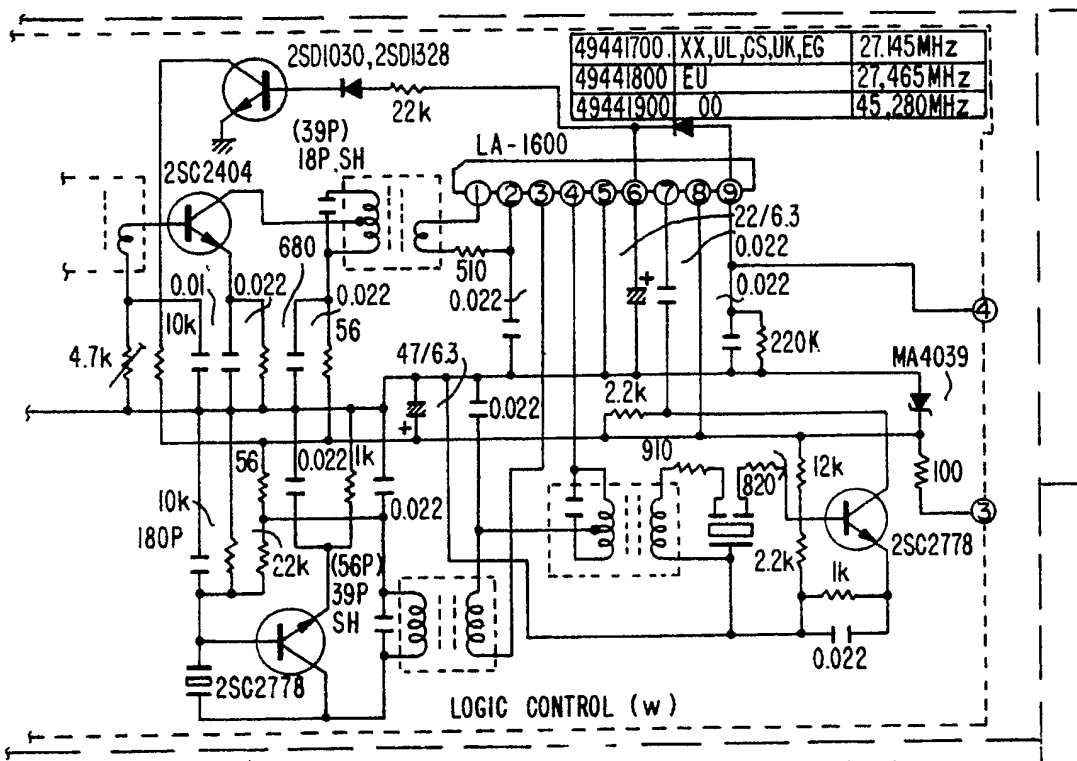 2SD1030, 2SD1328
49441700. XX,UL,CS,UK,EG 27.145MHz
49441800 EU 27,465MHz
49441900 00 45,280MHz
22k
(39P)
18P SH
LA-1600
2SC2404
1 2 3 4 5 6 7 8 9
22/6.3
0.022
680
510
0.01
0.022
0.022
0.022
0.022
10k
56
4
4.7k
47/6.3
220K
MA4039
2.2k
0.022
56
0.022
1k
910
820
12k
100
10k
0.022
3
180P
22k
(56P)
39P
SH
2.2k
2SC2778
1k
2SC2778
0.022
LOGIC CONTROL (w)